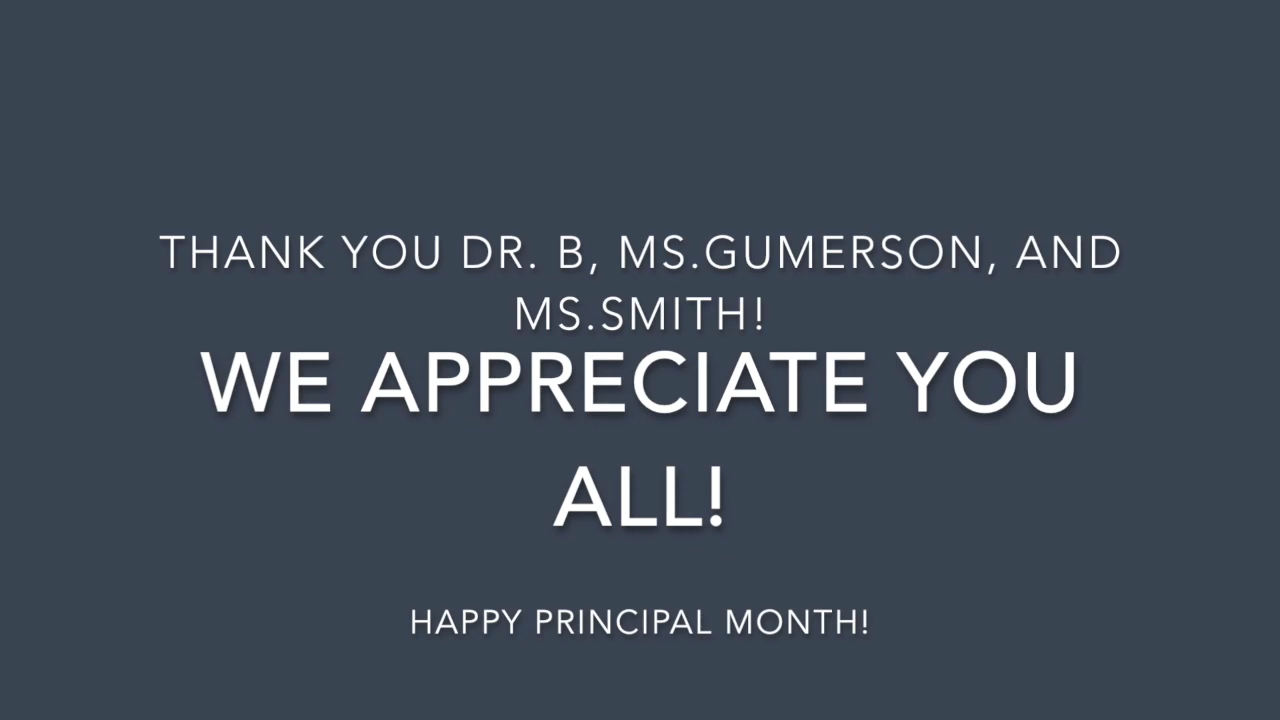 THANK YOU DR. B, MS.GUMERSON, AND
MS.SMITH!
WE APPRECIATE YOU
ALL!
HAPPY PRINCIPAL MONTH!